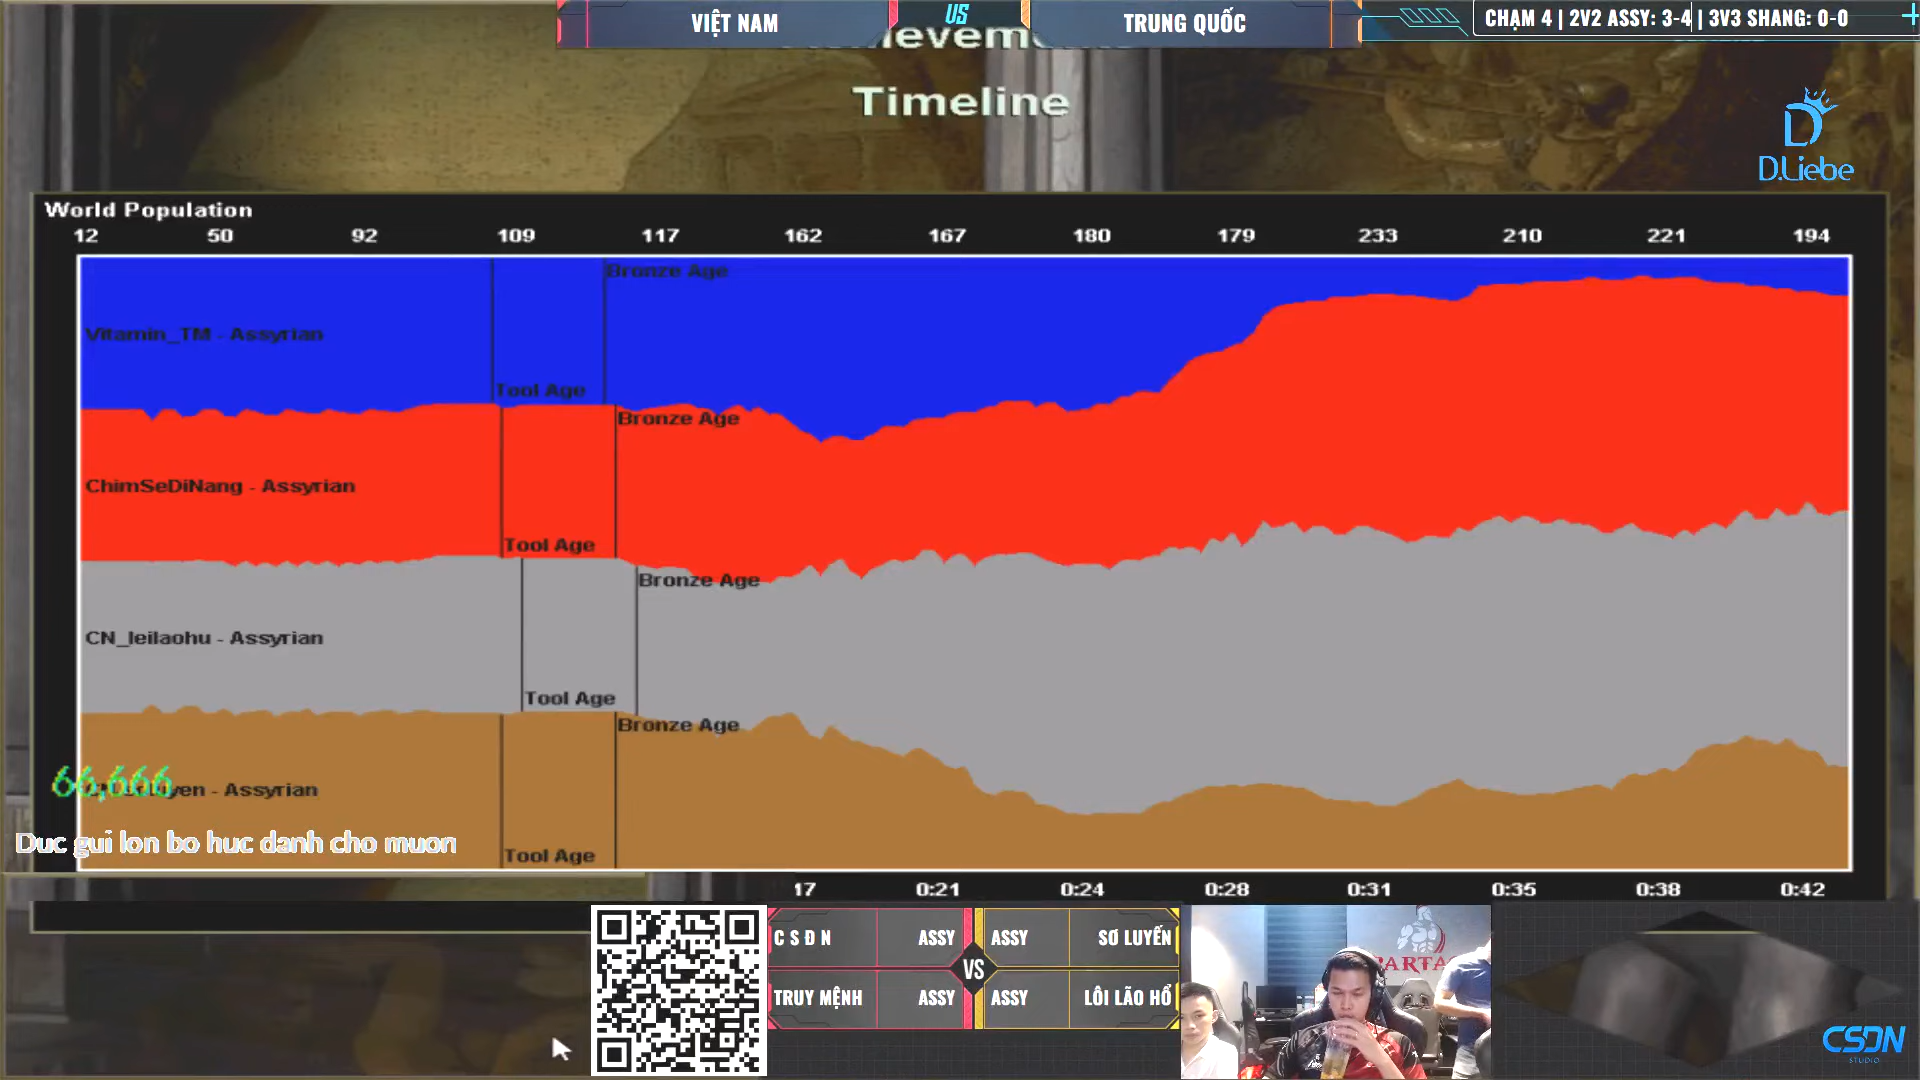 VIỆT NAM
VS
TRUNG QUỐC
CHẠM 4 | 2V2 ASSY: 3-4 | 3V3 SHANG: 0-0
Timeline
D.Liebe
World Population
12 50 92 109 117 162 167 180 179 233 210 221 194
Bronze Age
Vitamin_TM - Assyrian
Tool Age
Bronze Age
ChimSeDiNang - Assyrian
Tool Age
Bronze Age
CN_leilaohu - Assyrian
Tool Age
Bronze Age
66,666
yen - Assyrian
Duc gui lon bo huc danh cho muon
Tool Age
17 0:21 0:24 0:28 0:31 0:35 0:38 0:42
C S Đ N ASSY ASSY SƠ LUYẾN
VS
TRUY MỆNH ASSY ASSY LÔI LÃO HỔ
CSDN
STUDIO